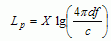 L_p = X lg(4πdf / c)